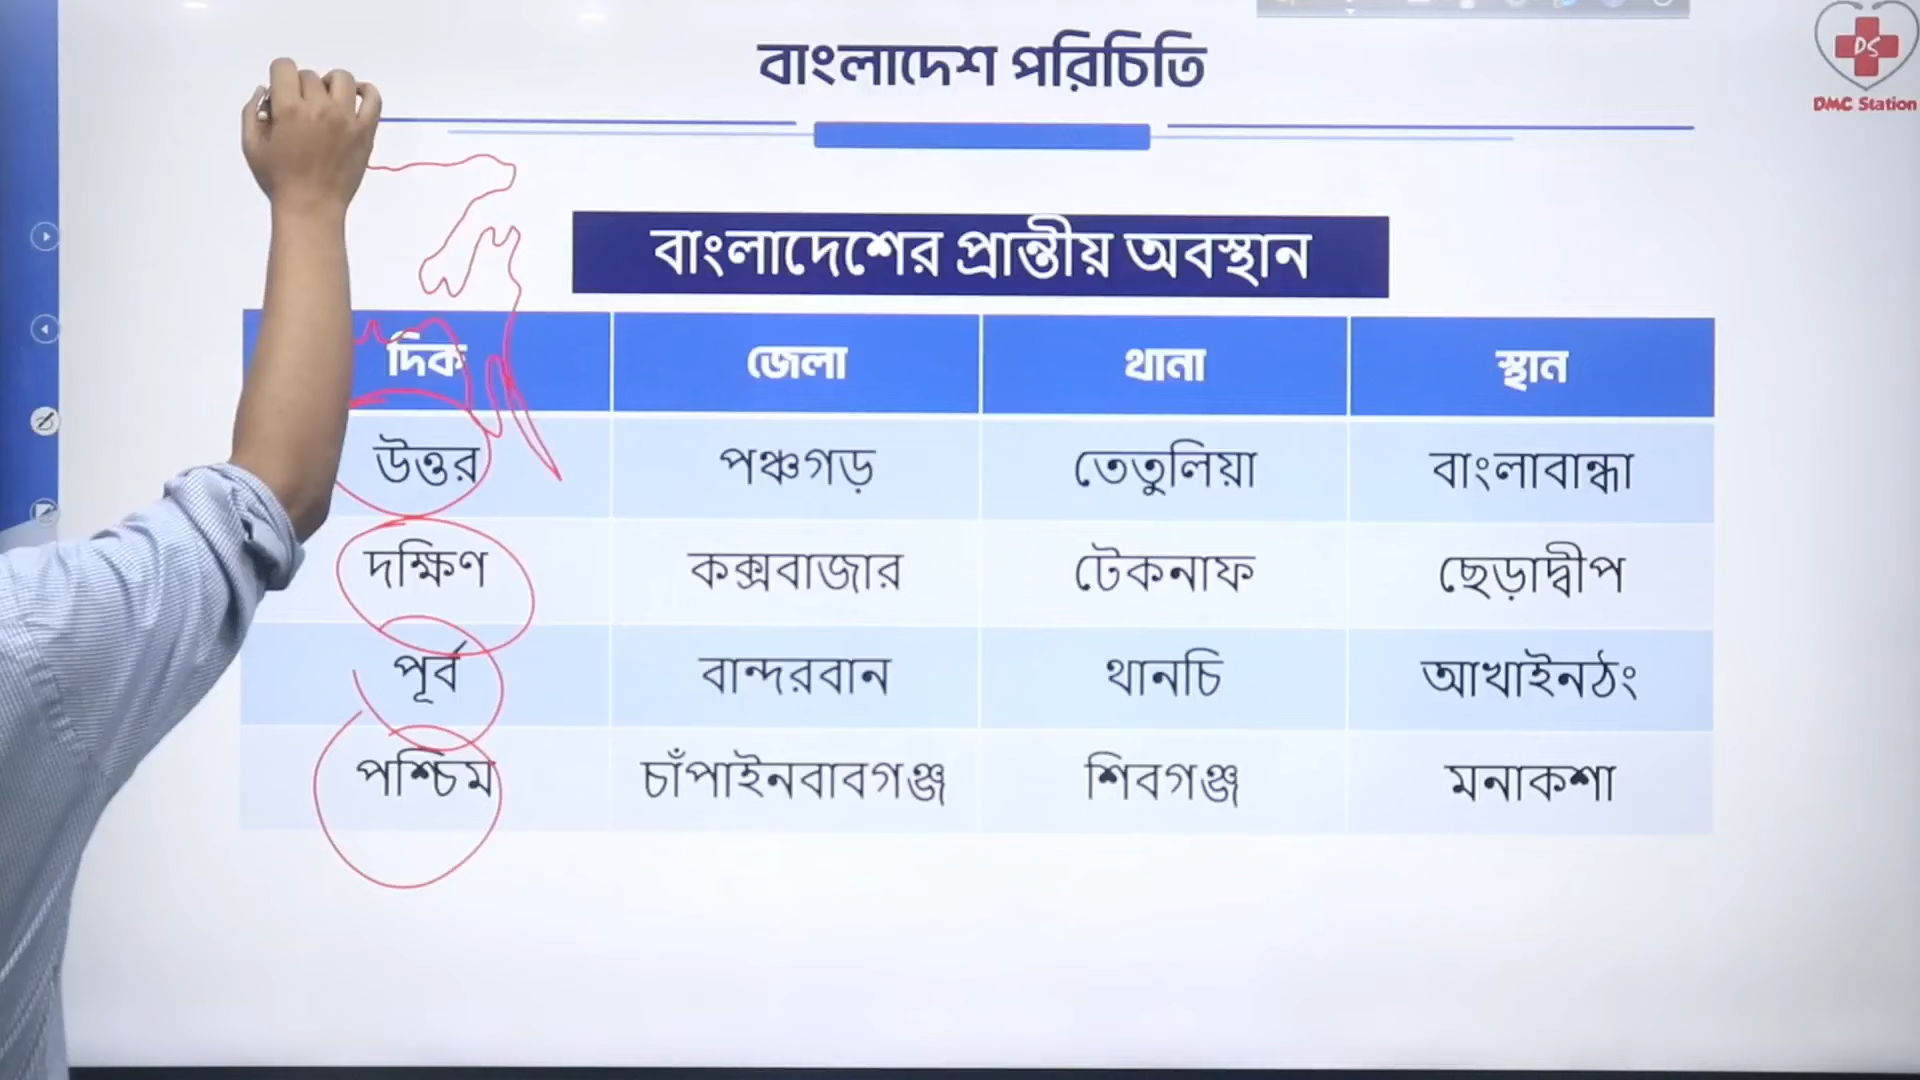 বাংলাদেশ পরিচিতি
DS
DMC Station
বাংলাদেশের প্রান্তীয় অবস্থান
দিক জেলা থানা স্থান
উত্তর পঞ্চগড় তেতুলিয়া বাংলাবান্ধা
দক্ষিণ কক্সবাজার টেকনাফ ছেড়াদ্বীপ
পূর্ব বান্দরবান থানচি আখাইনঠং
পশ্চিম চাঁপাইনবাবগঞ্জ শিবগঞ্জ মনাকশা